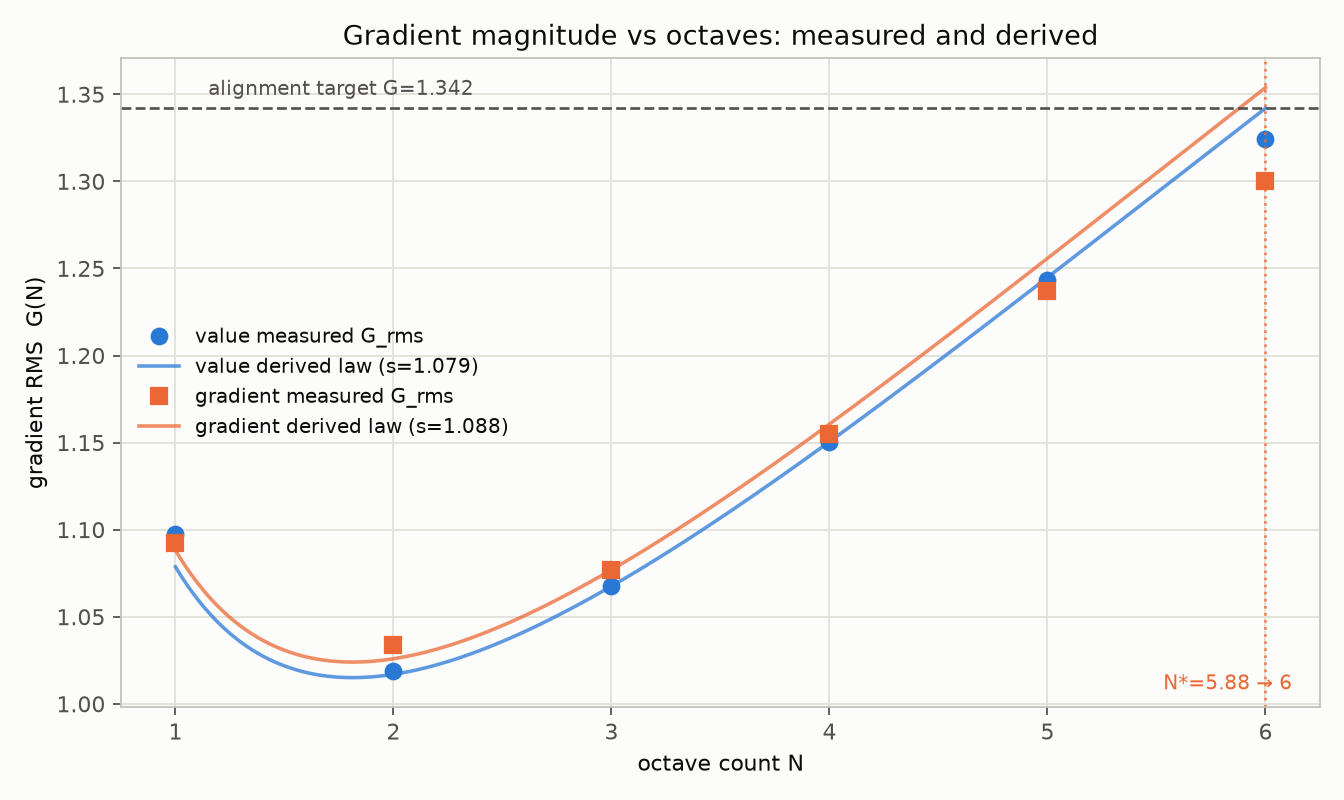 Gradient magnitude vs octaves: measured and derived
alignment target G=1.342
1.35
1.30
1.25
1.20
1.15
1.10
1.05
1.00
gradient RMS  G(N)
value measured G_rms
value derived law (s=1.079)
gradient measured G_rms
gradient derived law (s=1.088)
N*=5.88 → 6
1 2 3 4 5 6
octave count N